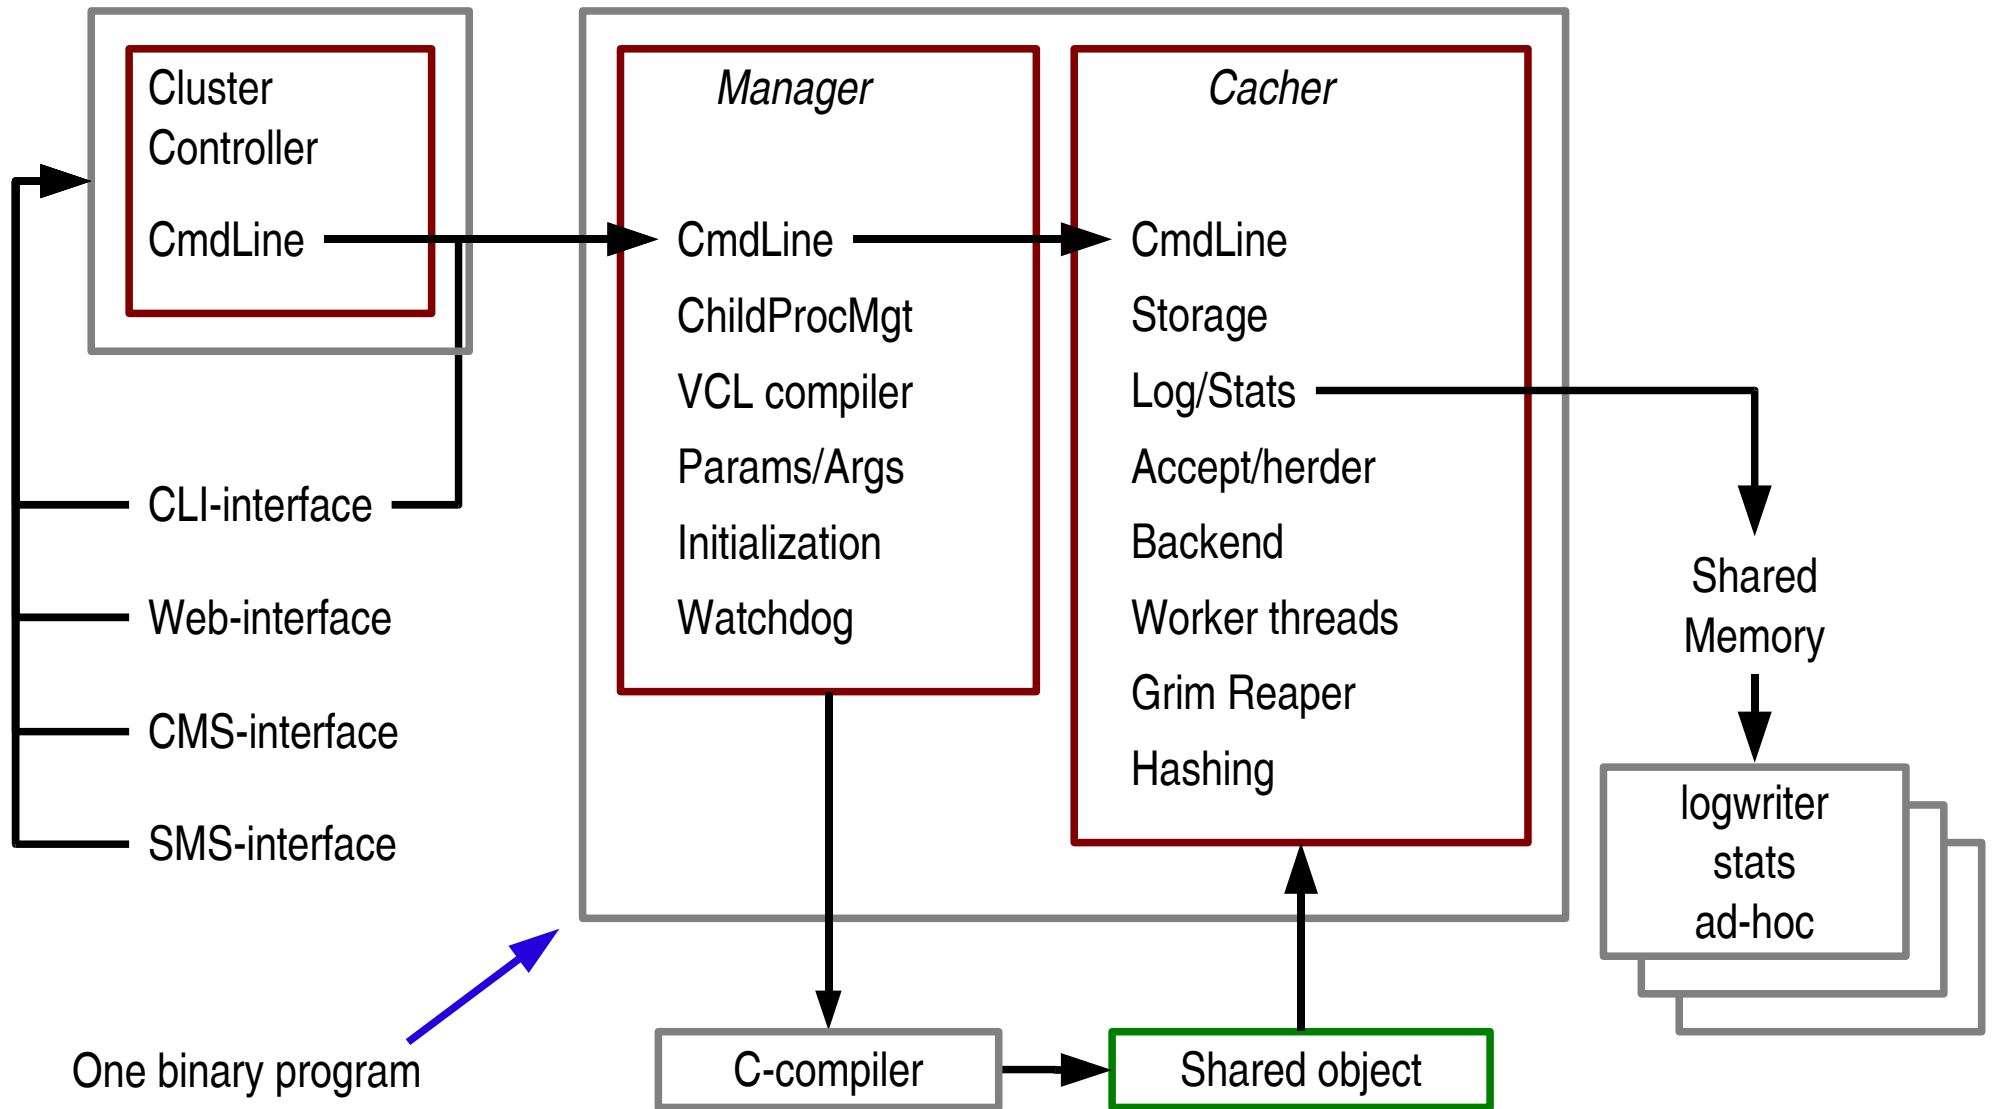 Cluster
Controller
CmdLine
CLI-interface
Web-interface
CMS-interface
SMS-interface
One binary program
Manager
CmdLine
ChildProcMgt
VCL compiler
Params/Args
Initialization
Watchdog
Cacher
CmdLine
Storage
Log/Stats
Accept/herder
Backend
Worker threads
Grim Reaper
Hashing
C-compiler
Shared object
Shared
Memory
logwriter
stats
ad-hoc